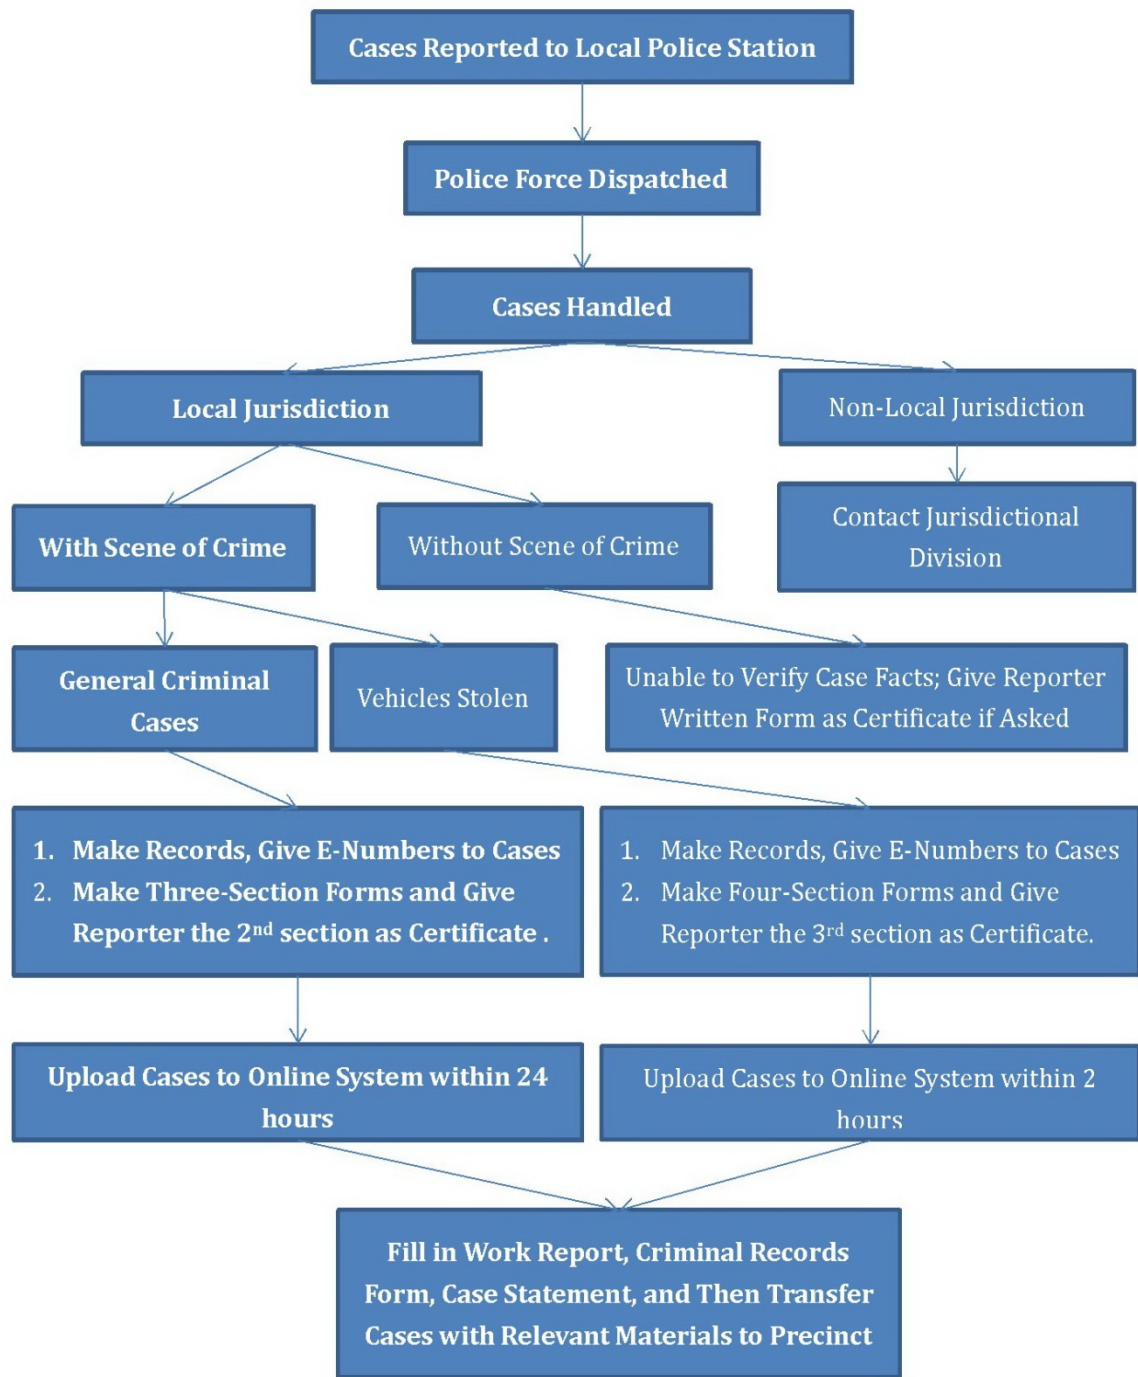 Cases Reported to Local Police Station
Police Force Dispatched
Cases Handled
Local Jurisdiction
Non-Local Jurisdiction
With Scene of Crime
Without Scene of Crime
Contact Jurisdictional
Division
General Criminal
Cases
Vehicles Stolen
Unable to Verify Case Facts; Give Reporter
Written Form as Certificate if Asked
1. Make Records, Give E-Numbers to Cases
2. Make Three-Section Forms and Give
Reporter the 2nd section as Certificate .
1. Make Records, Give E-Numbers to Cases
2. Make Four-Section Forms and Give
Reporter the 3rd section as Certificate.
Upload Cases to Online System within 24
hours
Upload Cases to Online System within 2
hours
Fill in Work Report, Criminal Records
Form, Case Statement, and Then Transfer
Cases with Relevant Materials to Precinct